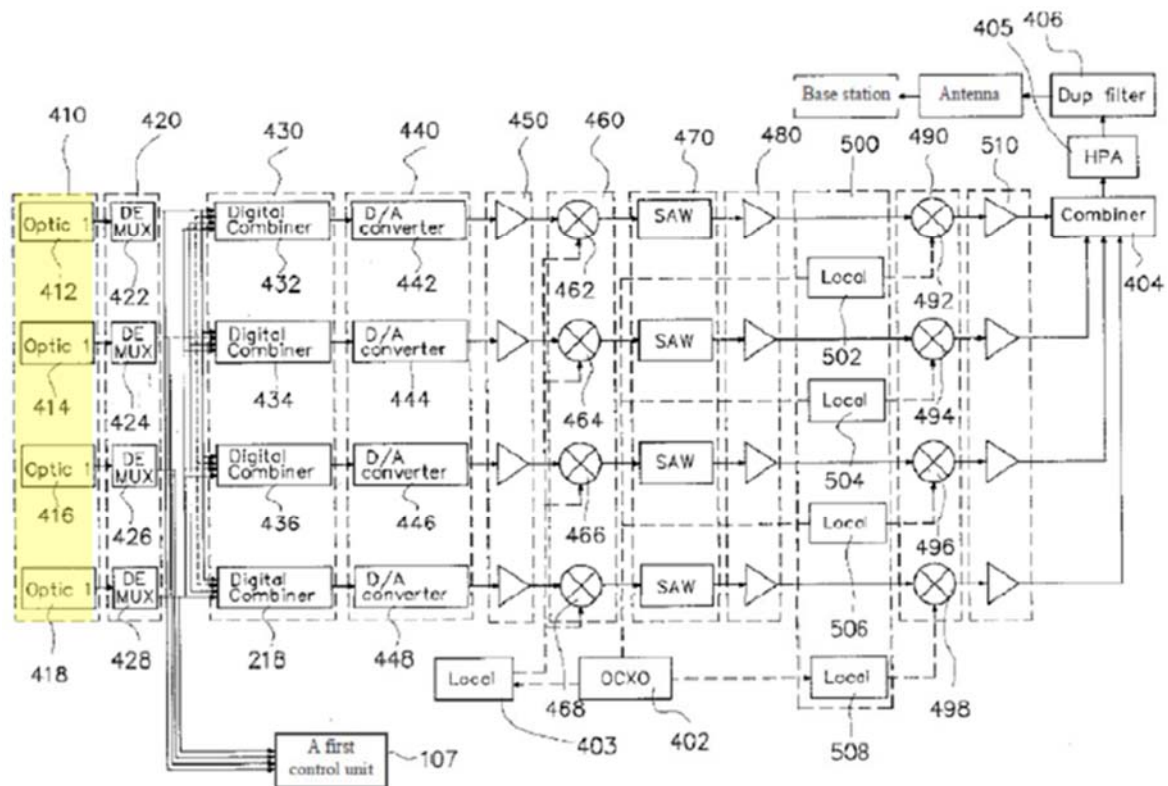 405
406
Base station
Antenna
Dup filter
410
420
430
440
450
460
470
480
500
490
510
HPA
Optic 1
DE
MUX
Digital
Combiner
D/A
converter
SAW
Combiner
412
422
432
442
462
Local
492
404
Optic 1
DE
MUX
Digital
Combiner
D/A
converter
SAW
502
414
424
434
444
464
Local
494
504
Optic 1
DE
MUX
Digital
Combiner
D/A
converter
SAW
416
426
436
446
466
Local
496
506
Optic 1
DE
MUX
Digital
Combiner
D/A
converter
SAW
418
428
218
448
468
Local
OCXO
Local
498
403
402
508
A first
control unit
107